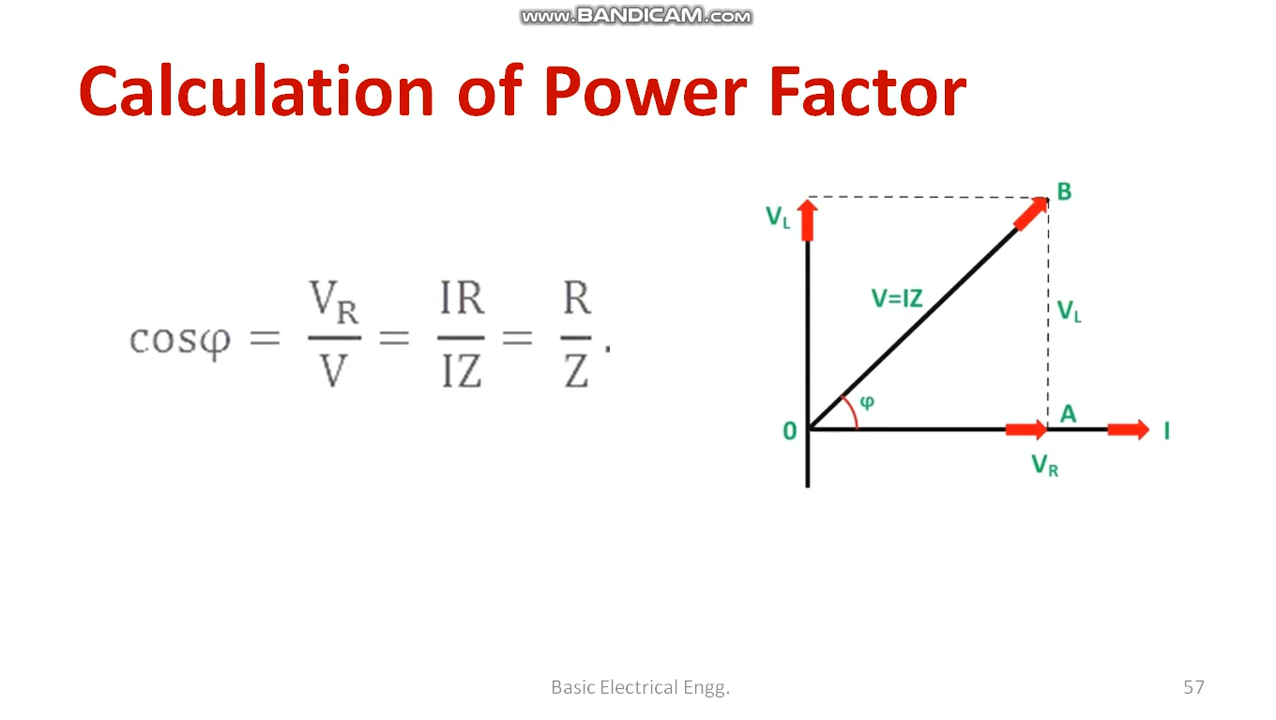 www.BANDICAM.com
Calculation of Power Factor
cosφ = V_R/V = IR/IZ = R/Z.
B
V_L
V=IZ
V_L
φ
A
0
I
V_R
Basic Electrical Engg.
57